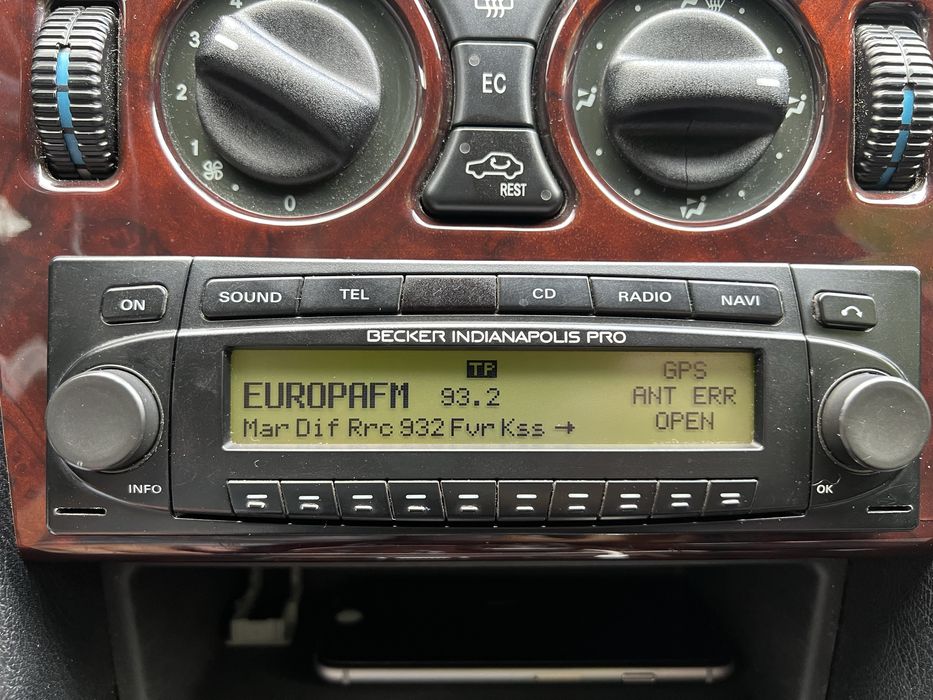 4
3
2
1
0
EC
REST
ON
SOUND
TEL
CD
RADIO
NAVI
BECKER INDIANAPOLIS PRO
TP
GPS
EUROPAFM 93.2
ANT ERR
Mar Dif Rrc 932 Fvr Kss →
OPEN
INFO
OK